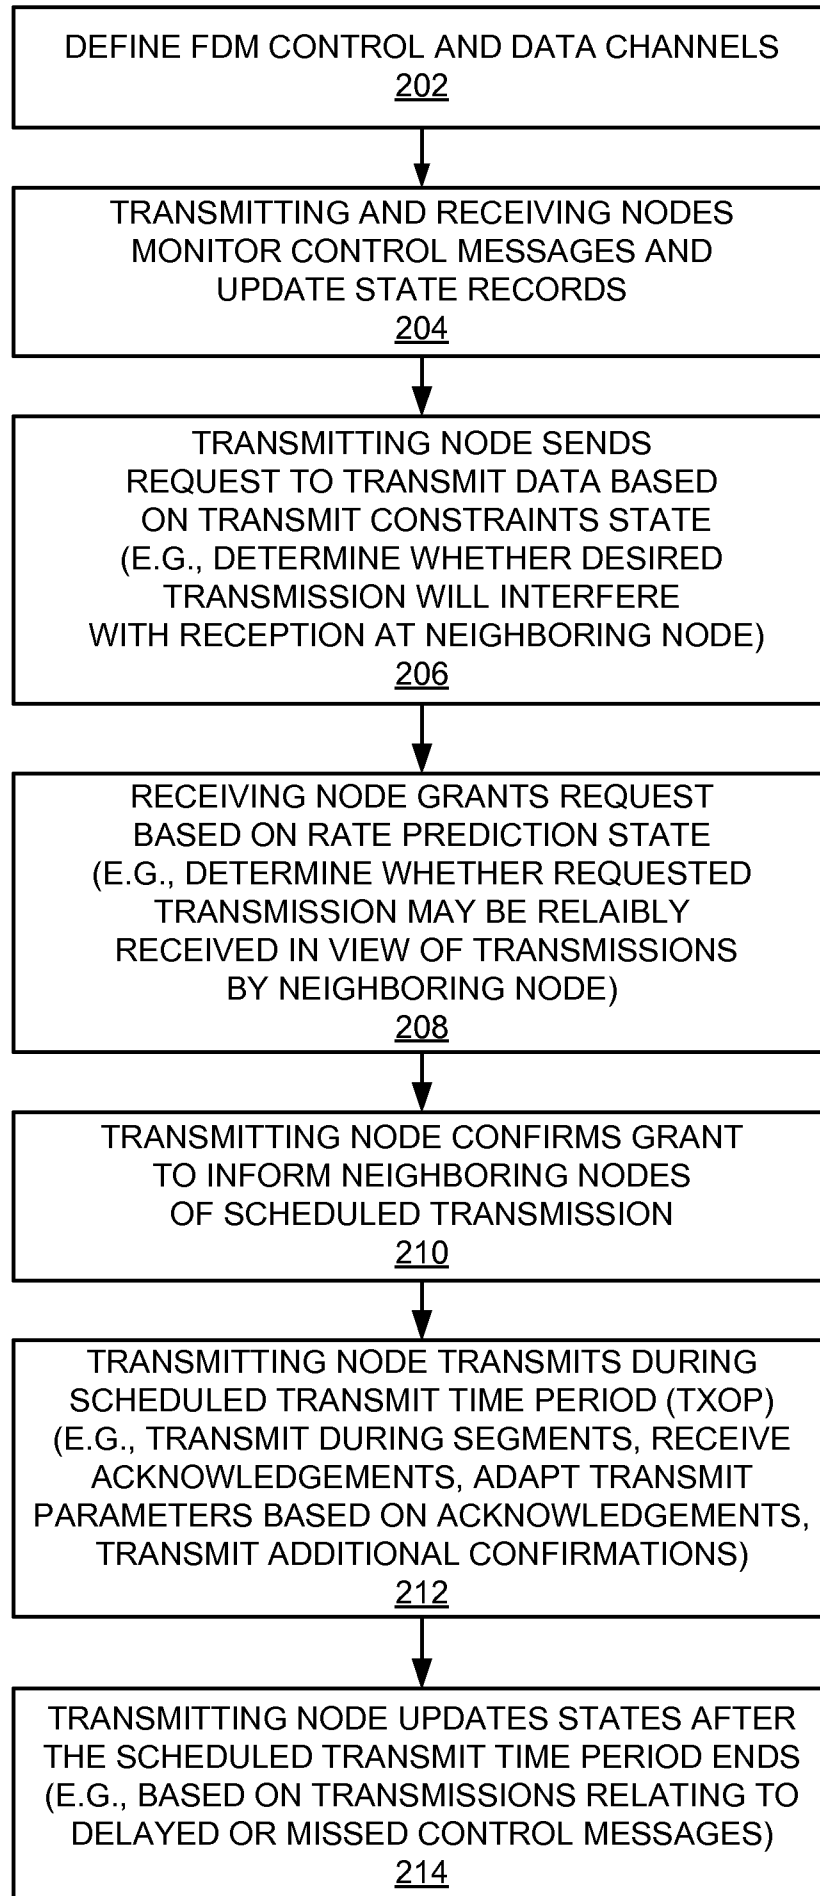 DEFINE FDM CONTROL AND DATA CHANNELS
202
TRANSMITTING AND RECEIVING NODES
MONITOR CONTROL MESSAGES AND
UPDATE STATE RECORDS
204
TRANSMITTING NODE SENDS
REQUEST TO TRANSMIT DATA BASED
ON TRANSMIT CONSTRAINTS STATE
(E.G., DETERMINE WHETHER DESIRED
TRANSMISSION WILL INTERFERE
WITH RECEPTION AT NEIGHBORING NODE)
206
RECEIVING NODE GRANTS REQUEST
BASED ON RATE PREDICTION STATE
(E.G., DETERMINE WHETHER REQUESTED
TRANSMISSION MAY BE RELAIBLY
RECEIVED IN VIEW OF TRANSMISSIONS
BY NEIGHBORING NODE)
208
TRANSMITTING NODE CONFIRMS GRANT
TO INFORM NEIGHBORING NODES
OF SCHEDULED TRANSMISSION
210
TRANSMITTING NODE TRANSMITS DURING
SCHEDULED TRANSMIT TIME PERIOD (TXOP)
(E.G., TRANSMIT DURING SEGMENTS, RECEIVE
ACKNOWLEDGEMENTS, ADAPT TRANSMIT
PARAMETERS BASED ON ACKNOWLEDGEMENTS,
TRANSMIT ADDITIONAL CONFIRMATIONS)
212
TRANSMITTING NODE UPDATES STATES AFTER
THE SCHEDULED TRANSMIT TIME PERIOD ENDS
(E.G., BASED ON TRANSMISSIONS RELATING TO
DELAYED OR MISSED CONTROL MESSAGES)
214